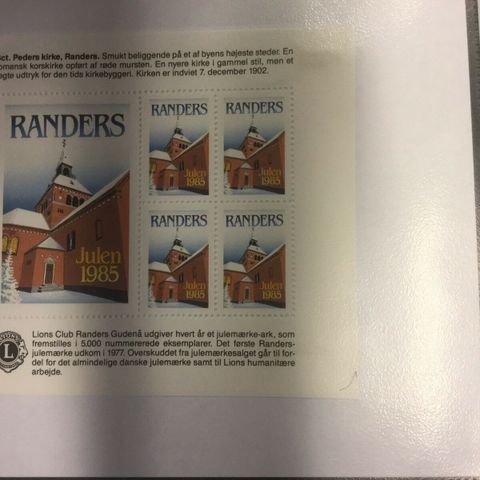 Sct. Peders kirke, Randers. Smukt beliggende på et af byens højeste steder. En
romansk korskirke opført af røde mursten. En nyere kirke i gammel stil, men et
ægte udtryk for den tids kirkebyggeri. Kirken er indviet 7. december 1902.
RANDERS
Julen
1985
RANDERS
Julen
1985
RANDERS
Julen
1985
RANDERS
Julen
1985
RANDERS
Julen
1985
L
Lions Club Randers Gudenå udgiver hvert år et julemærke-ark, som
fremstilles i 5.000 nummererede eksemplarer. Det første Randers-
julemærke udkom i 1977. Overskuddet fra julemærkesalget går til for-
del for det almindelige danske julemærke samt til Lions humanitære
arbejde.